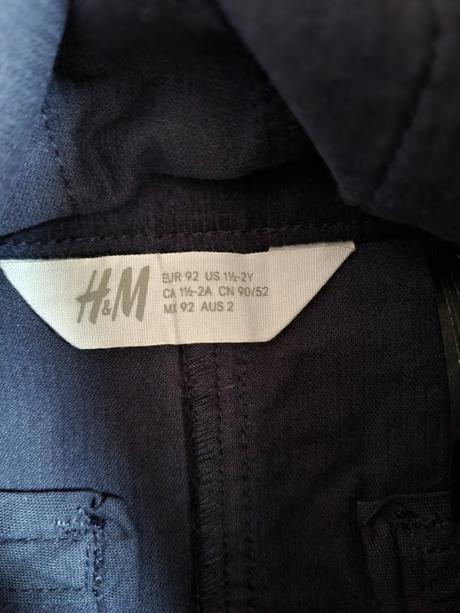 H&M
EUR 92 US 1½-2Y
CA 1½-2A CN 90/52
MX 92 AUS 2